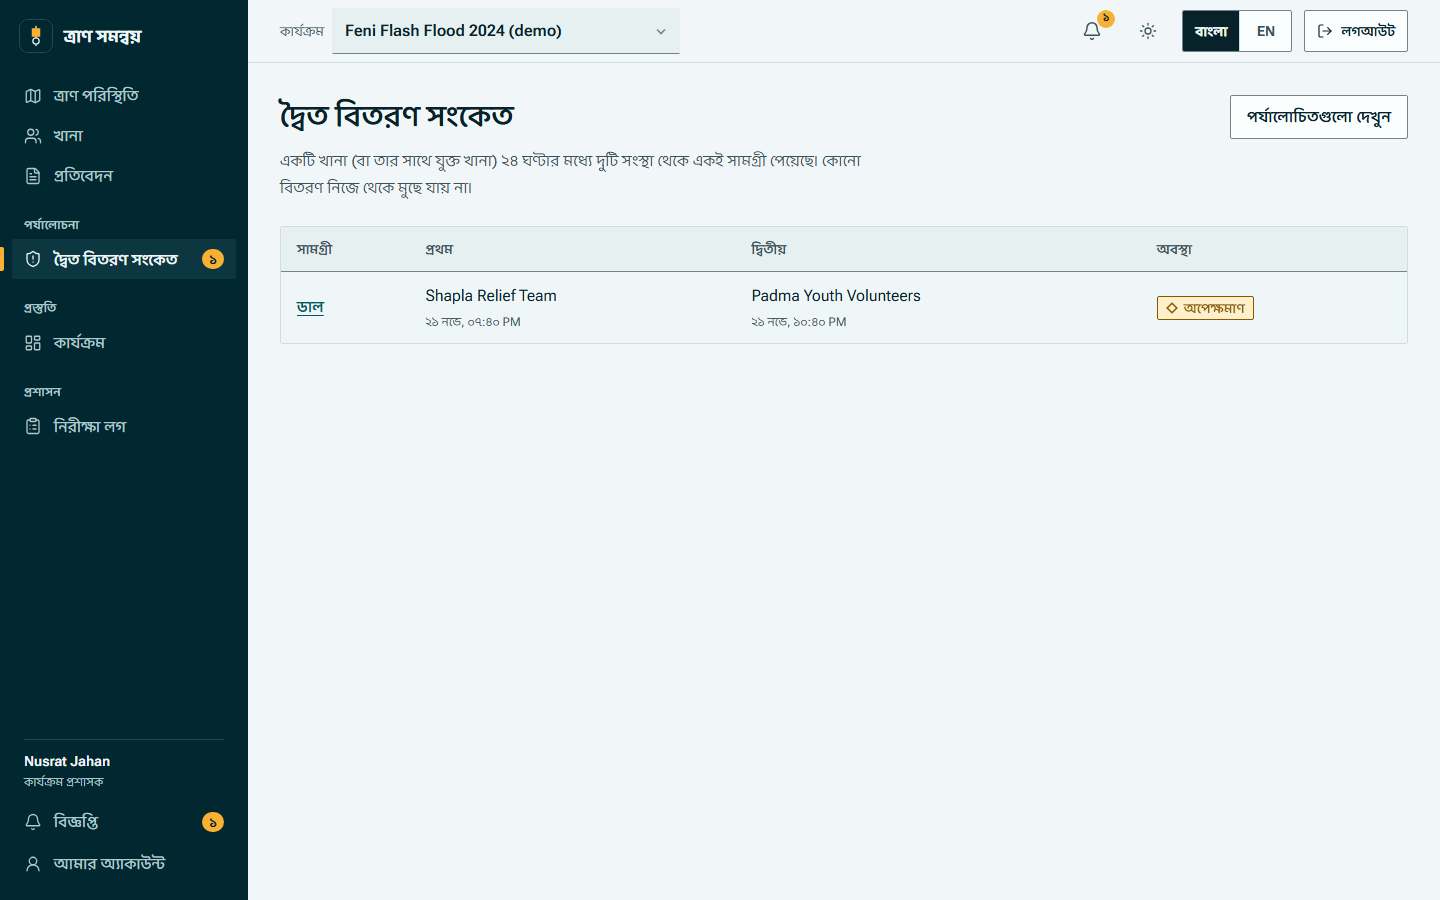 ত্রাণ সমন্বয়
ত্রাণ পরিস্থিতি
খানা
প্রতিবেদন
পর্যালোচনা
দ্বৈত বিতরণ সংকেত ১
প্রস্তুতি
কার্যক্রম
প্রশাসন
নিরীক্ষা লগ
Nusrat Jahan
কার্যক্রম প্রশাসক
বিজ্ঞপ্তি ১
আমার অ্যাকাউন্ট
কার্যক্রম Feni Flash Flood 2024 (demo) ১ বাংলা EN লগআউট
দ্বৈত বিতরণ সংকেত
পর্যালোচিতগুলো দেখুন
একটি খানা (বা তার সাথে যুক্ত খানা) ২৪ ঘণ্টার মধ্যে দুটি সংস্থা থেকে একই সামগ্রী পেয়েছে। কোনো
বিতরণ নিজে থেকে মুছে যায় না।
সামগ্রী প্রথম দ্বিতীয় অবস্থা
ডাল Shapla Relief Team Padma Youth Volunteers অপেক্ষমাণ
২১ নভে, ০৭:৪০ PM ২১ নভে, ১০:৪০ PM